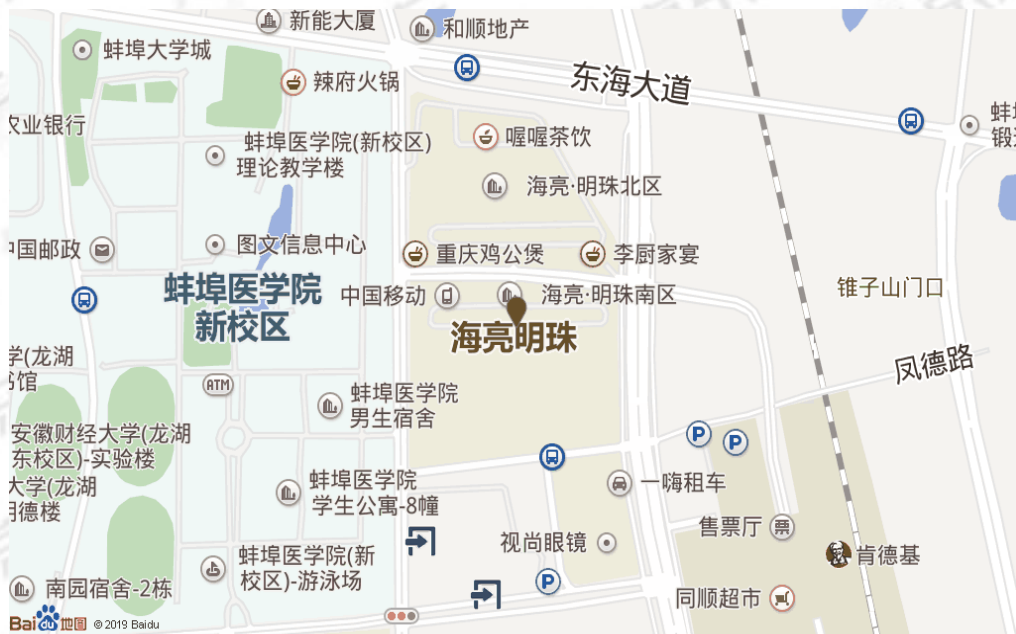 新能大厦
和顺地产
蚌埠大学城
辣府火锅
东海大道
农业银行
喔喔茶饮
蚌埠医学院(新校区)
理论教学楼
海亮·明珠北区
中国邮政
图文信息中心
重庆鸡公煲
李厨家宴
蚌埠医学院
新校区
中国移动
海亮·明珠南区
锥子山门口
海亮明珠
学(龙湖
书馆
凤德路
ATM
蚌埠医学院
男生宿舍
P
P
安徽财经大学(龙湖
东校区)-实验楼
大学(龙湖
明德楼
蚌埠医学院
学生公寓-8幢
一嗨租车
售票厅
视尚眼镜
肯德基
蚌埠医学院(新
校区)-游泳场
南园宿舍-2栋
P
同顺超市
Bai du 地图 © 2019 Baidu